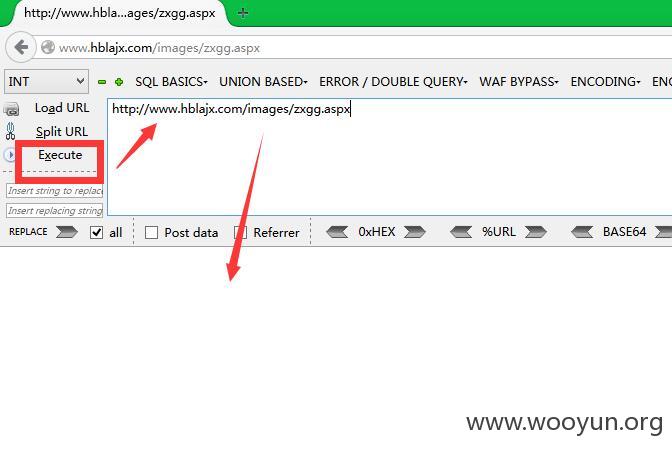 http://www.hbla...ages/zxgg.aspx
www.hblajx.com/images/zxgg.aspx
INT SQL BASICS UNION BASED ERROR / DOUBLE QUERY WAF BYPASS ENCODING ENC
Load URL http://www.hblajx.com/images/zxgg.aspx
Split URL
Execute
Insert string to replace
Insert replacing string
REPLACE all Post data Referrer 0xHEX %URL BASE64
www.wooyun.org